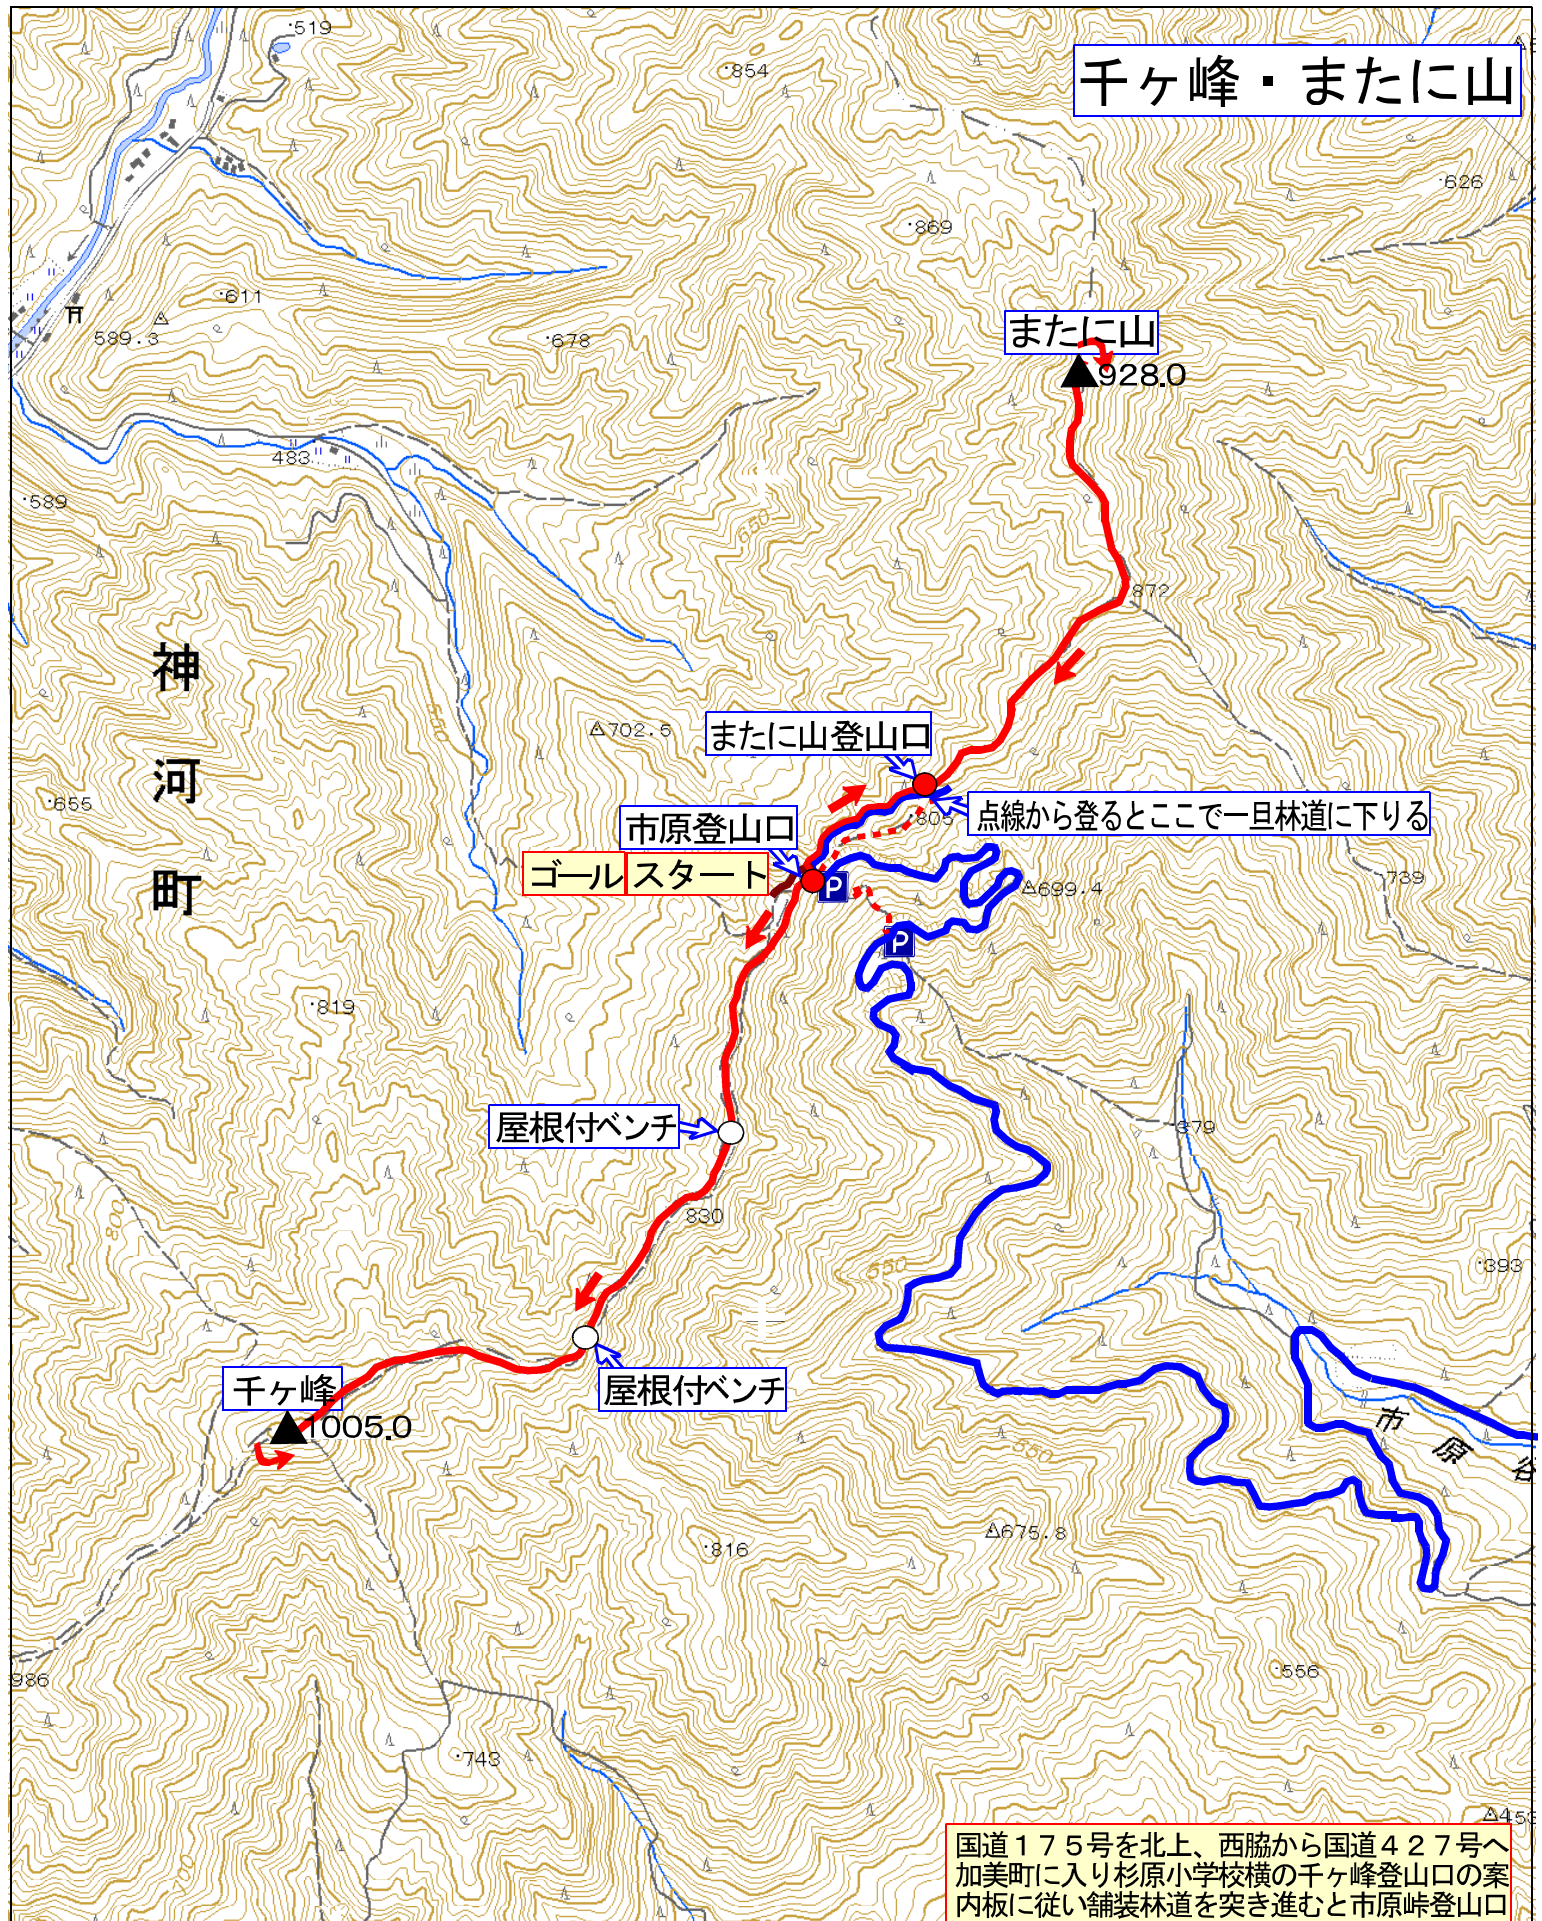 千ヶ峰・またに山
・519
・854
・626
・869
・611
589.3
・678
またに山
928.0
483
・589
872
神
河
町
702.5
またに山登山口
・655
・805
点線から登るとここで一旦林道に下りる
市原登山口
ゴール
スタート
P
699.4
739
P
・819
650
550
屋根付ベンチ
379
830
・393
550
屋根付ベンチ
千ヶ峰
1005.0
市
原
谷
550
675.8
・816
986
・556
・743
453
国道175号を北上、西脇から国道427号へ
加美町に入り杉原小学校横の千ヶ峰登山口の案
内板に従い舗装林道を突き進むと市原峠登山口